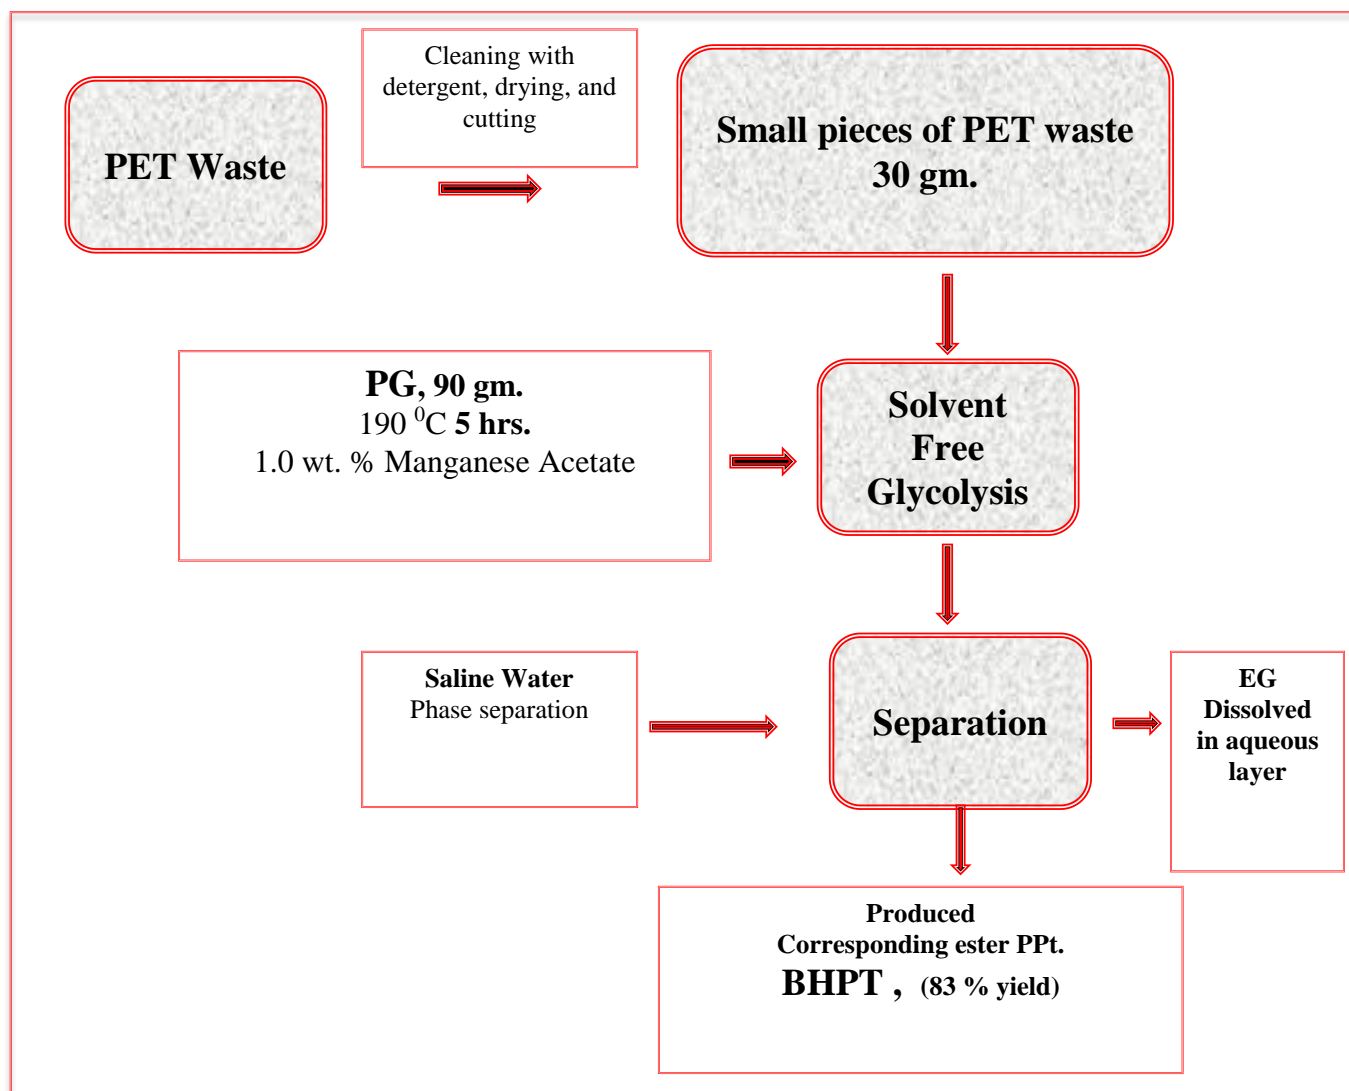 Cleaning with
detergent, drying, and
cutting
PET Waste
Small pieces of PET waste
30 gm.
PG, 90 gm.
190 ⁰C 5 hrs.
1.0 wt. % Manganese Acetate
Solvent
Free
Glycolysis
Saline Water
Phase separation
Separation
EG
Dissolved
in aqueous
layer
Produced
Corresponding ester PPt.
BHPT , (83 % yield)